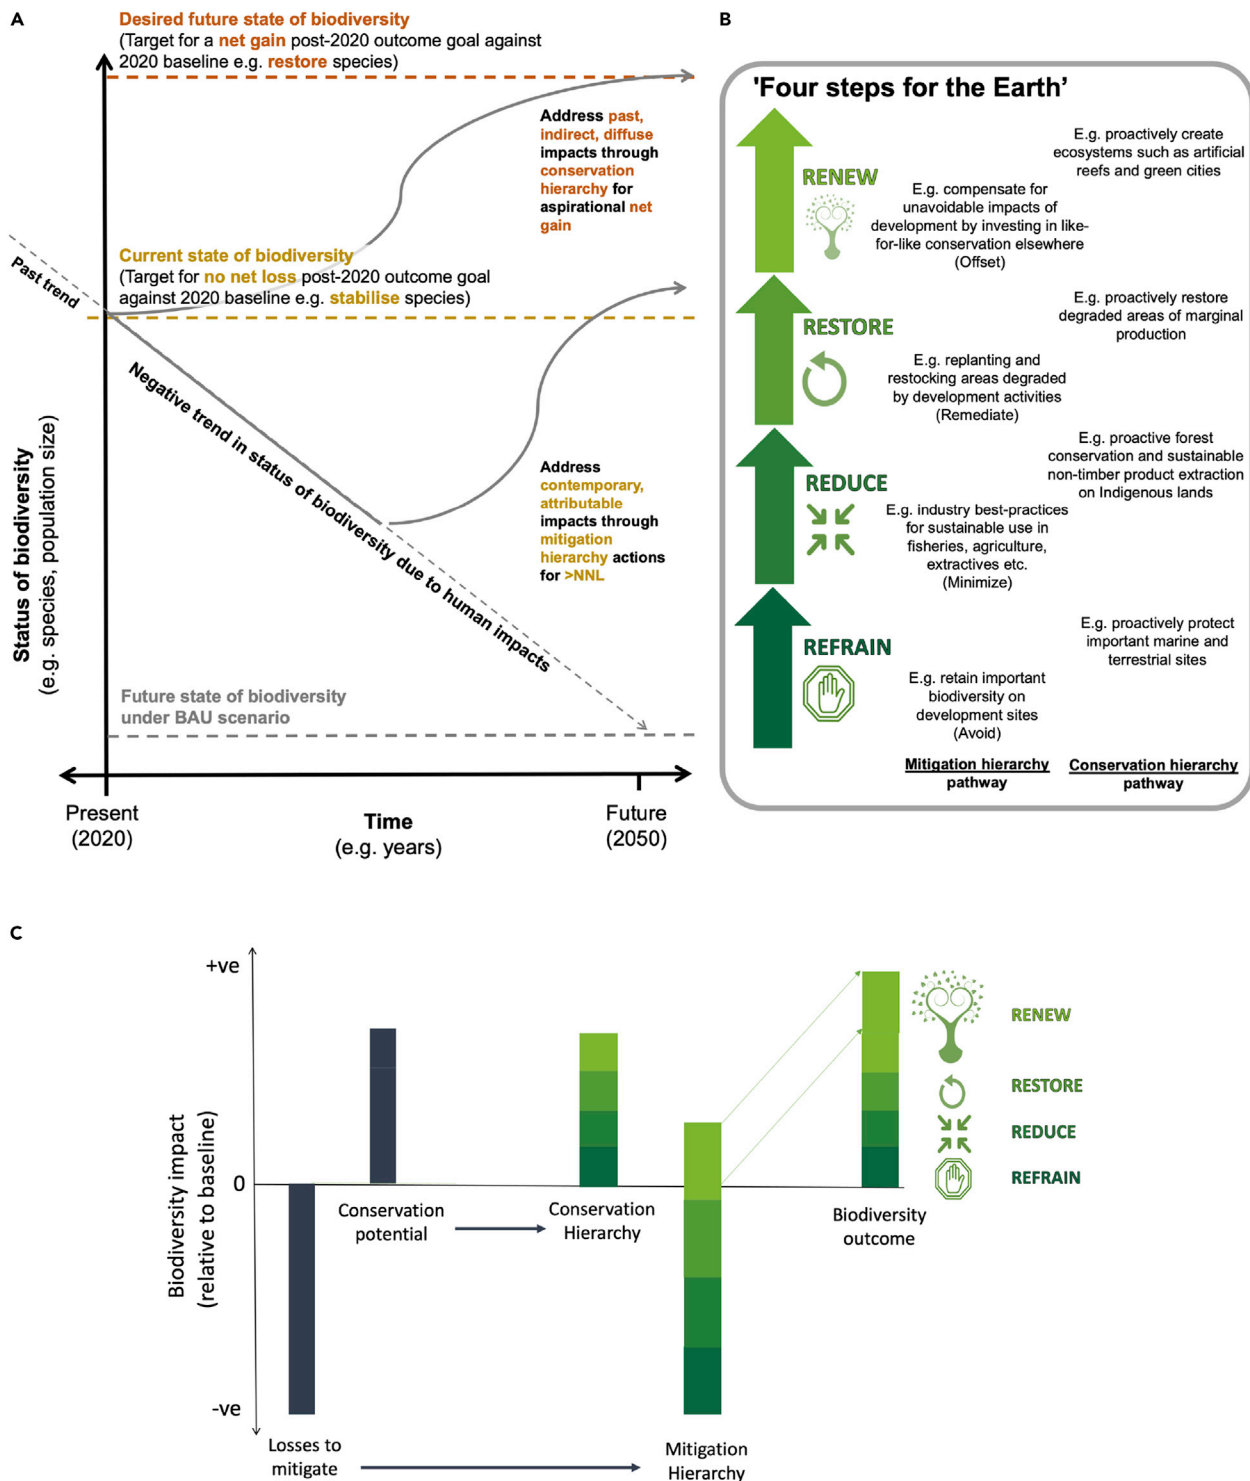 A
Desired future state of biodiversity
(Target for a net gain post-2020 outcome goal against
2020 baseline e.g. restore species)
Address past,
indirect, diffuse
impacts through
conservation
hierarchy for
aspirational net
gain
Past trend
Current state of biodiversity
(Target for no net loss post-2020 outcome goal
against 2020 baseline e.g. stabilise species)
Negative trend in status of biodiversity due to human impacts
Address
contemporary,
attributable
impacts through
mitigation
hierarchy actions
for >NNL
Status of biodiversity
(e.g. species, population size)
Future state of biodiversity
under BAU scenario
Present
(2020)
Time
(e.g. years)
Future
(2050)
B
'Four steps for the Earth’
RENEW
E.g. proactively create
ecosystems such as artificial
reefs and green cities
E.g. compensate for
unavoidable impacts of
development by investing in like-
for-like conservation elsewhere
(Offset)
RESTORE
E.g. proactively restore
degraded areas of marginal
production
E.g. replanting and
restocking areas degraded
by development activities
(Remediate)
REDUCE
E.g. proactive forest
conservation and sustainable
non-timber product extraction
on Indigenous lands
E.g. industry best-practices
for sustainable use in
fisheries, agriculture,
extractives etc.
(Minimize)
REFRAIN
E.g. proactively protect
important marine and
terrestrial sites
E.g. retain important
biodiversity on
development sites
(Avoid)
Mitigation hierarchy
pathway
Conservation hierarchy
pathway
C
+ve
0
-ve
Biodiversity impact
(relative to baseline)
Losses to
mitigate
Conservation
potential
Conservation
Hierarchy
Mitigation
Hierarchy
Biodiversity
outcome
RENEW
RESTORE
REDUCE
REFRAIN